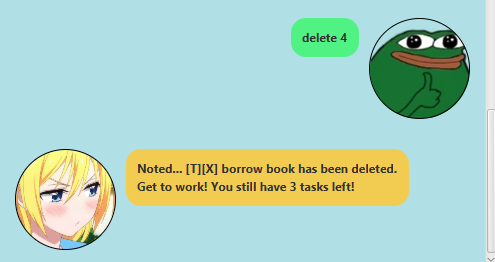 delete 4
Noted... [T][X] borrow book has been deleted.
Get to work! You still have 3 tasks left!